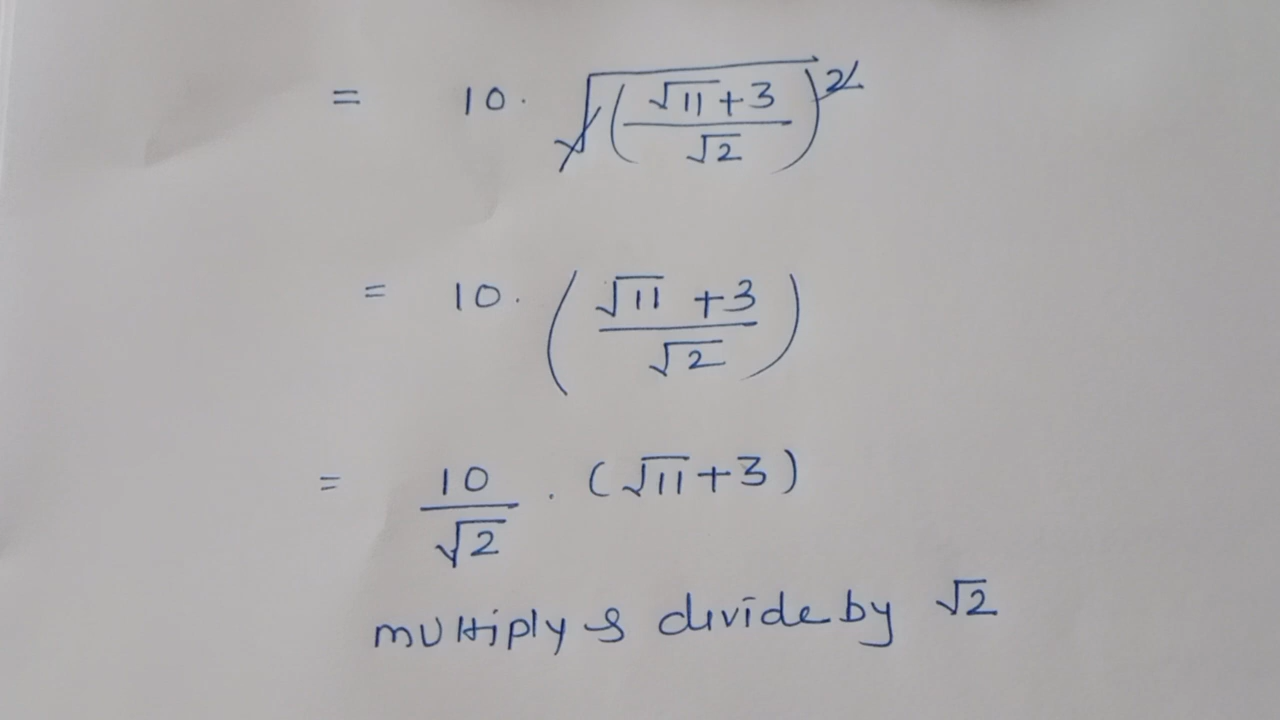 = 10 · √((√11 + 3)/√2)²
= 10 · ((√11 + 3)/√2)
= 10/√2 · (√11 + 3)
multiply & divide by √2